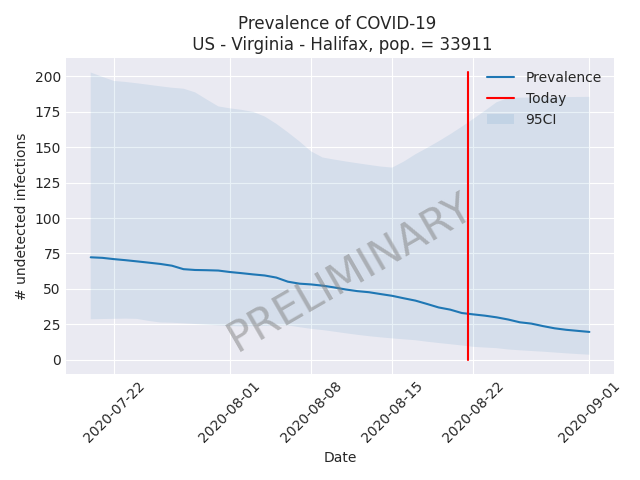 Prevalence of COVID-19
US - Virginia - Halifax, pop. = 33911
# undetected infections
200
175
150
125
100
75
50
25
0
Prevalence
Today
95CI
PRELIMINARY
2020-07-22
2020-08-01
2020-08-08
2020-08-15
2020-08-22
2020-09-01
Date